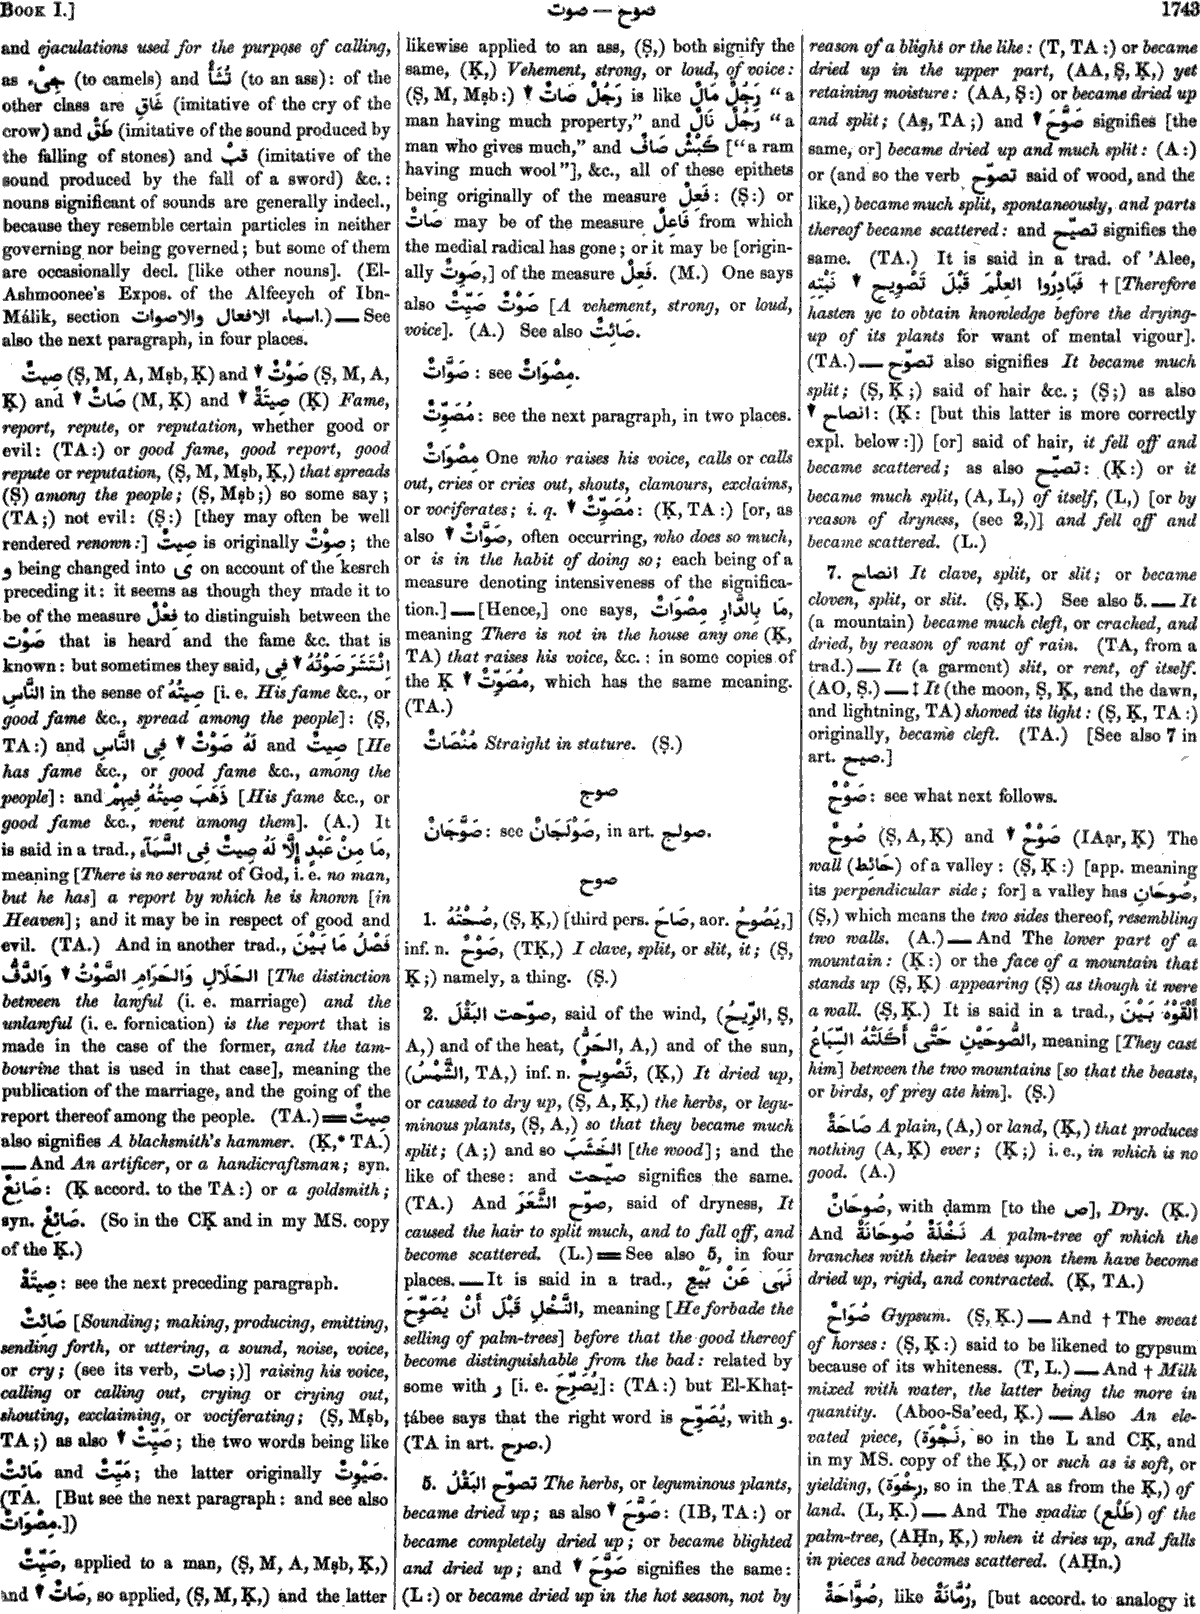 BOOK I.]
صوت — صوح
1743
and ejaculations used for the purpose of calling,
as جِىْءَ (to camels) and تُشَأْ (to an ass): of the
other class are غَاقِ (imitative of the cry of the
crow) and طَقْ (imitative of the sound produced by
the falling of stones) and قَبْ (imitative of the
sound produced by the fall of a sword) &c.:
nouns significant of sounds are generally indecl.,
because they resemble certain particles in neither
governing nor being governed; but some of them
are occasionally decl. [like other nouns]. (El-
Ashmoonee's Expos. of the Alfeeyeh of Ibn-
Málik, section اسماء الافعال والاصوات.) — See
also the next paragraph, in four places.
صِيتٌ (Ṣ, M, A, Mṣb, Ḳ) and ▼ صَوْتٌ (Ṣ, M, A,
Ḳ) and ▼ صَاتٌ (M, Ḳ) and ▼ صِيتَةٌ (Ḳ) Fame,
report, repute, or reputation, whether good or
evil: (TA:) or good fame, good report, good
repute or reputation, (Ṣ, M, Mṣb, Ḳ,) that spreads
(Ṣ) among the people; (Ṣ, Mṣb;) so some say;
(TA;) not evil: (Ṣ:) [they may often be well
rendered renown:] صِيتٌ is originally صِوْتٌ; the
و being changed into ى on account of the kesreh
preceding it: it seems as though they made it to
be of the measure فِعْلٌ to distinguish between the
صَوْت that is heard and the fame &c. that is
known: but sometimes they said, اِنْتَشَرَ صَوْتُهُ ▼ فِى
النَّاسِ in the sense of صِيتُهُ [i. e. His fame &c., or
good fame &c., spread among the people]: (Ṣ,
TA:) and لَهُ صَوْتٌ ▼ فِى النَّاسِ and صِيتٌ [He
has fame &c., or good fame &c., among the
people]: and ذَهَبَ صِيتُهُ فِيهِمْ [His fame &c., or
good fame &c., went among them]. (A.) It
is said in a trad., مَا مِنْ عَبْدٍ إِلَّا لَهُ صِيتٌ فِى السَّمَآءِ,
meaning [There is no servant of God, i. e. no man,
but he has] a report by which he is known [in
Heaven]; and it may be in respect of good and
evil. (TA.) And in another trad., فَصْلُ مَا بَيْنَ
الحَلَالِ وَالحَرَامِ الصَّوْتُ ▼ وَالدَّفُّ [The distinction
between the lawful (i. e. marriage) and the
unlawful (i. e. fornication) is the report that is
made in the case of the former, and the tam-
bourine that is used in that case], meaning the
publication of the marriage, and the going of the
report thereof among the people. (TA.) = صِيتٌ
also signifies A blacksmith's hammer. (Ḳ,* TA.)
— And An artificer, or a handicraftsman; syn.
صَانِعٌ: (Ḳ accord. to the TA:) or a goldsmith;
syn. صَائِغٌ. (So in the CḲ and in my MS. copy
of the Ḳ.)
صِيتَةٌ: see the next preceding paragraph.
صَائِتٌ [Sounding; making, producing, emitting,
sending forth, or uttering, a sound, noise, voice,
or cry; (see its verb, صات;)] raising his voice,
calling or calling out, crying or crying out,
shouting, exclaiming, or vociferating; (Ṣ, Mṣb,
TA;) as also ▼ صَيِّتٌ; the two words being like
مَائِتٌ and مَيِّتٌ; the latter originally صَيْوِتٌ.
(TA. [But see the next paragraph: and see also
مِصْوَاتٌ.])
صَيِّتٌ, applied to a man, (Ṣ, M, A, Mṣb, Ḳ,)
and ▼ صَاتٌ, so applied, (Ṣ, M, Ḳ,) and the latter
likewise applied to an ass, (Ṣ,) both signify the
same, (Ḳ,) Vehement, strong, or loud, of voice:
(Ṣ, M, Mṣb:) رَجُلٌ صَاتٌ ▼ is like رَجُلٌ مَالٌ “a
man having much property,” and رَجُلٌ نَالٌ “a
man who gives much,” and كَبْشٌ صَافٌ [“a ram
having much wool”], &c., all of these epithets
being originally of the measure فَعِلٌ: (Ṣ:) or
صَاتٌ may be of the measure فَاعِلٌ from which
the medial radical has gone; or it may be [origin-
ally صَوِتٌ,] of the measure فَعِلٌ. (M.) One says
also صَوْتٌ صَيِّتٌ [A vehement, strong, or loud,
voice]. (A.) See also صَائِتٌ.
صَوَّاتٌ: see مِصْوَاتٌ.
مُصَوِّتٌ: see the next paragraph, in two places.
مِصْوَاتٌ One who raises his voice, calls or calls
out, cries or cries out, shouts, clamours, exclaims,
or vociferates; i. q. ▼ مُصَوِّتٌ: (Ḳ, TA:) [or, as
also ▼ صَوَّاتٌ, often occurring, who does so much,
or is in the habit of doing so; each being of a
measure denoting intensiveness of the significa-
tion.] — [Hence,] one says, مَا بِالدَّارِ مِصْوَاتٌ,
meaning There is not in the house any one (Ḳ,
TA) that raises his voice, &c.: in some copies of
the Ḳ ▼ مُصَوِّتٌ, which has the same meaning.
(TA.)
مُنْصَاتٌ Straight in stature. (Ṣ.)
صوج
صَوَّجَانٌ: see صَوْلَجَانٌ, in art. صولج.
صوح
1. صُحْتُهُ, (Ṣ, Ḳ,) [third pers. صَاحَ, aor. يَصُوحُ,]
inf. n. صَوْحٌ, (TḲ,) I clave, split, or slit, it; (Ṣ,
Ḳ;) namely, a thing. (Ṣ.)
2. صوّحت البَقْلَ, said of the wind, (الرِّيحُ, Ṣ,
A,) and of the heat, (الحَرُّ, A,) and of the sun,
(الشَّمْسُ, TA,) inf. n. تَصْوِيحٌ, (Ḳ,) It dried up,
or caused to dry up, (Ṣ, A, Ḳ,) the herbs, or legu-
minous plants, (Ṣ, A,) so that they became much
split; (A;) and so الخَشَبَ [the wood]; and the
like of these: and صيّحت signifies the same.
(TA.) And صوّح الشَّعَرَ, said of dryness, It
caused the hair to split much, and to fall off, and
become scattered. (L.) = See also 5, in four
places. — It is said in a trad., نَهَى عَنْ بَيْعِ
النَّخْلِ قَبْلَ أَنْ يُصَوِّحَ, meaning [He forbade the
selling of palm-trees] before that the good thereof
become distinguishable from the bad: related by
some with ر [i. e. يُصَرِّحَ]: (TA:) but El-Khaṭ-
ṭábee says that the right word is يُصَوِّح, with و.
(TA in art. صرح.)
5. تصوّح البَقْلُ The herbs, or leguminous plants,
became dried up; as also ▼ صَوَّحَ: (IB, TA:) or
became completely dried up; or became blighted
and dried up; and ▼ صَوَّحَ signifies the same:
(L:) or became dried up in the hot season, not by
reason of a blight or the like: (T, TA:) or became
dried up in the upper part, (AA, Ṣ, Ḳ,) yet
retaining moisture: (AA, Ṣ:) or became dried up
and split; (Aṣ, TA;) and ▼ صَوَّحَ signifies [the
same, or] became dried up and much split: (A:)
or (and so the verb تصوّح said of wood, and the
like,) became much split, spontaneously, and parts
thereof became scattered: and تصيّح signifies the
same. (TA.) It is said in a trad. of 'Alee,
فَبَادِرُوا العِلْمَ قَبْلَ تَصْوِيحِ ▼ نَبْتِهِ † [Therefore
hasten ye to obtain knowledge before the drying-
up of its plants for want of mental vigour].
(TA.) — تصوّح also signifies It became much
split; (Ṣ, Ḳ;) said of hair &c.; (Ṣ;) as also
▼ انصاح: (Ḳ: [but this latter is more correctly
expl. below:]) [or] said of hair, it fell off and
became scattered; as also تصيّح: (Ḳ:) or it
became much split, (A, L,) of itself, (L,) [or by
reason of dryness, (see 2,)] and fell off and
became scattered. (L.)
7. انصاح It clave, split, or slit; or became
cloven, split, or slit. (Ṣ, Ḳ.) See also 5. — It
(a mountain) became much cleft, or cracked, and
dried, by reason of want of rain. (TA, from a
trad.) — It (a garment) slit, or rent, of itself.
(AO, Ṣ.) — ‡ It (the moon, Ṣ, Ḳ, and the dawn,
and lightning, TA) showed its light: (Ṣ, Ḳ, TA:)
originally, became cleft. (TA.) [See also 7 in
art. صيح.]
صَوْحٌ: see what next follows.
صُوحٌ (Ṣ, A, Ḳ) and ▼ صَوْحٌ (IAạr, Ḳ) The
wall (حَائِط) of a valley: (Ṣ, Ḳ:) [app. meaning
its perpendicular side; for] a valley has صُوحَانِ,
(Ṣ,) which means the two sides thereof, resembling
two walls. (A.) — And The lower part of a
mountain: (Ḳ:) or the face of a mountain that
stands up (Ṣ, Ḳ) appearing (Ṣ) as though it were
a wall. (Ṣ, Ḳ.) It is said in a trad., أَلْقَوْهُ بَيْنَ
الصُّوحَيْنِ حَتَّى أَكَلَتْهُ السِّبَاعُ, meaning [They cast
him] between the two mountains [so that the beasts,
or birds, of prey ate him]. (Ṣ.)
صَاحَةٌ A plain, (A,) or land, (Ḳ,) that produces
nothing (A, Ḳ) ever; (Ḳ;) i. e., in which is no
good. (A.)
صُوحَانٌ, with ḍamm [to the ص], Dry. (Ḳ.)
And نَخْلَةٌ صُوحَانَةٌ A palm-tree of which the
branches with their leaves upon them have become
dried up, rigid, and contracted. (Ḳ, TA.)
صُوَاحٌ Gypsum. (Ṣ, Ḳ.) — And † The sweat
of horses: (Ṣ, Ḳ:) said to be likened to gypsum
because of its whiteness. (T, L.) — And † Milk
mixed with water, the latter being the more in
quantity. (Aboo-Sa'eed, Ḳ.) — Also An ele-
vated piece, (نَجْوَة, so in the L and CḲ, and
in my MS. copy of the Ḳ,) or such as is soft, or
yielding, (رِخْوَة, so in the TA as from the Ḳ,) of
land. (L, Ḳ.) — And The spadix (طَلْع) of the
palm-tree, (AḤn, Ḳ,) when it dries up, and falls
in pieces and becomes scattered. (AḤn.)
صُوَّاحَةٌ, like رُمَّانَةٌ, [but accord. to analogy it